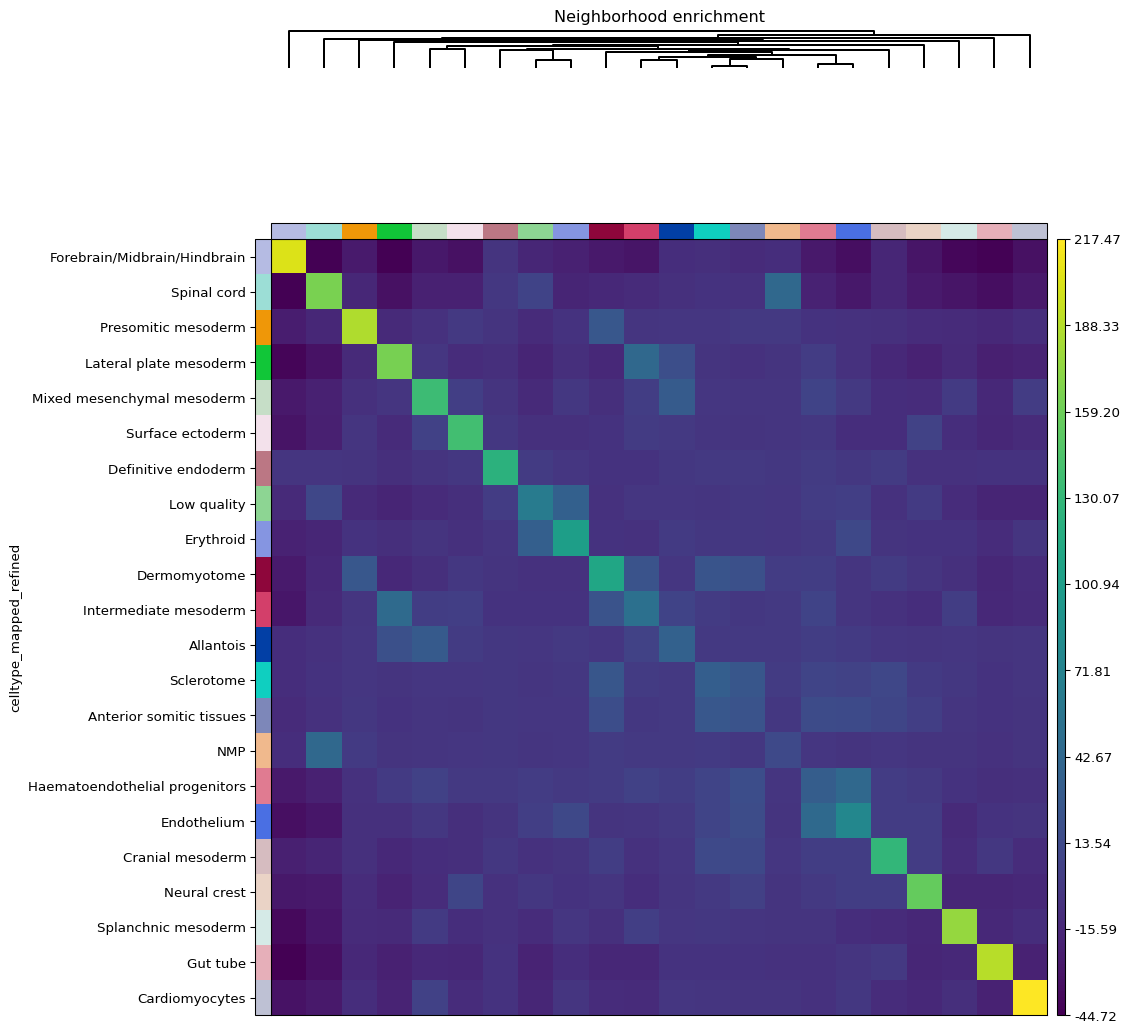 Neighborhood enrichment
Forebrain/Midbrain/Hindbrain
Spinal cord
Presomitic mesoderm
Lateral plate mesoderm
Mixed mesenchymal mesoderm
Surface ectoderm
Definitive endoderm
Low quality
Erythroid
Dermomyotome
Intermediate mesoderm
Allantois
Sclerotome
Anterior somitic tissues
NMP
Haematoendothelial progenitors
Endothelium
Cranial mesoderm
Neural crest
Splanchnic mesoderm
Gut tube
Cardiomyocytes
celltype_mapped_refined
217.47
188.33
159.20
130.07
100.94
71.81
42.67
13.54
-15.59
-44.72